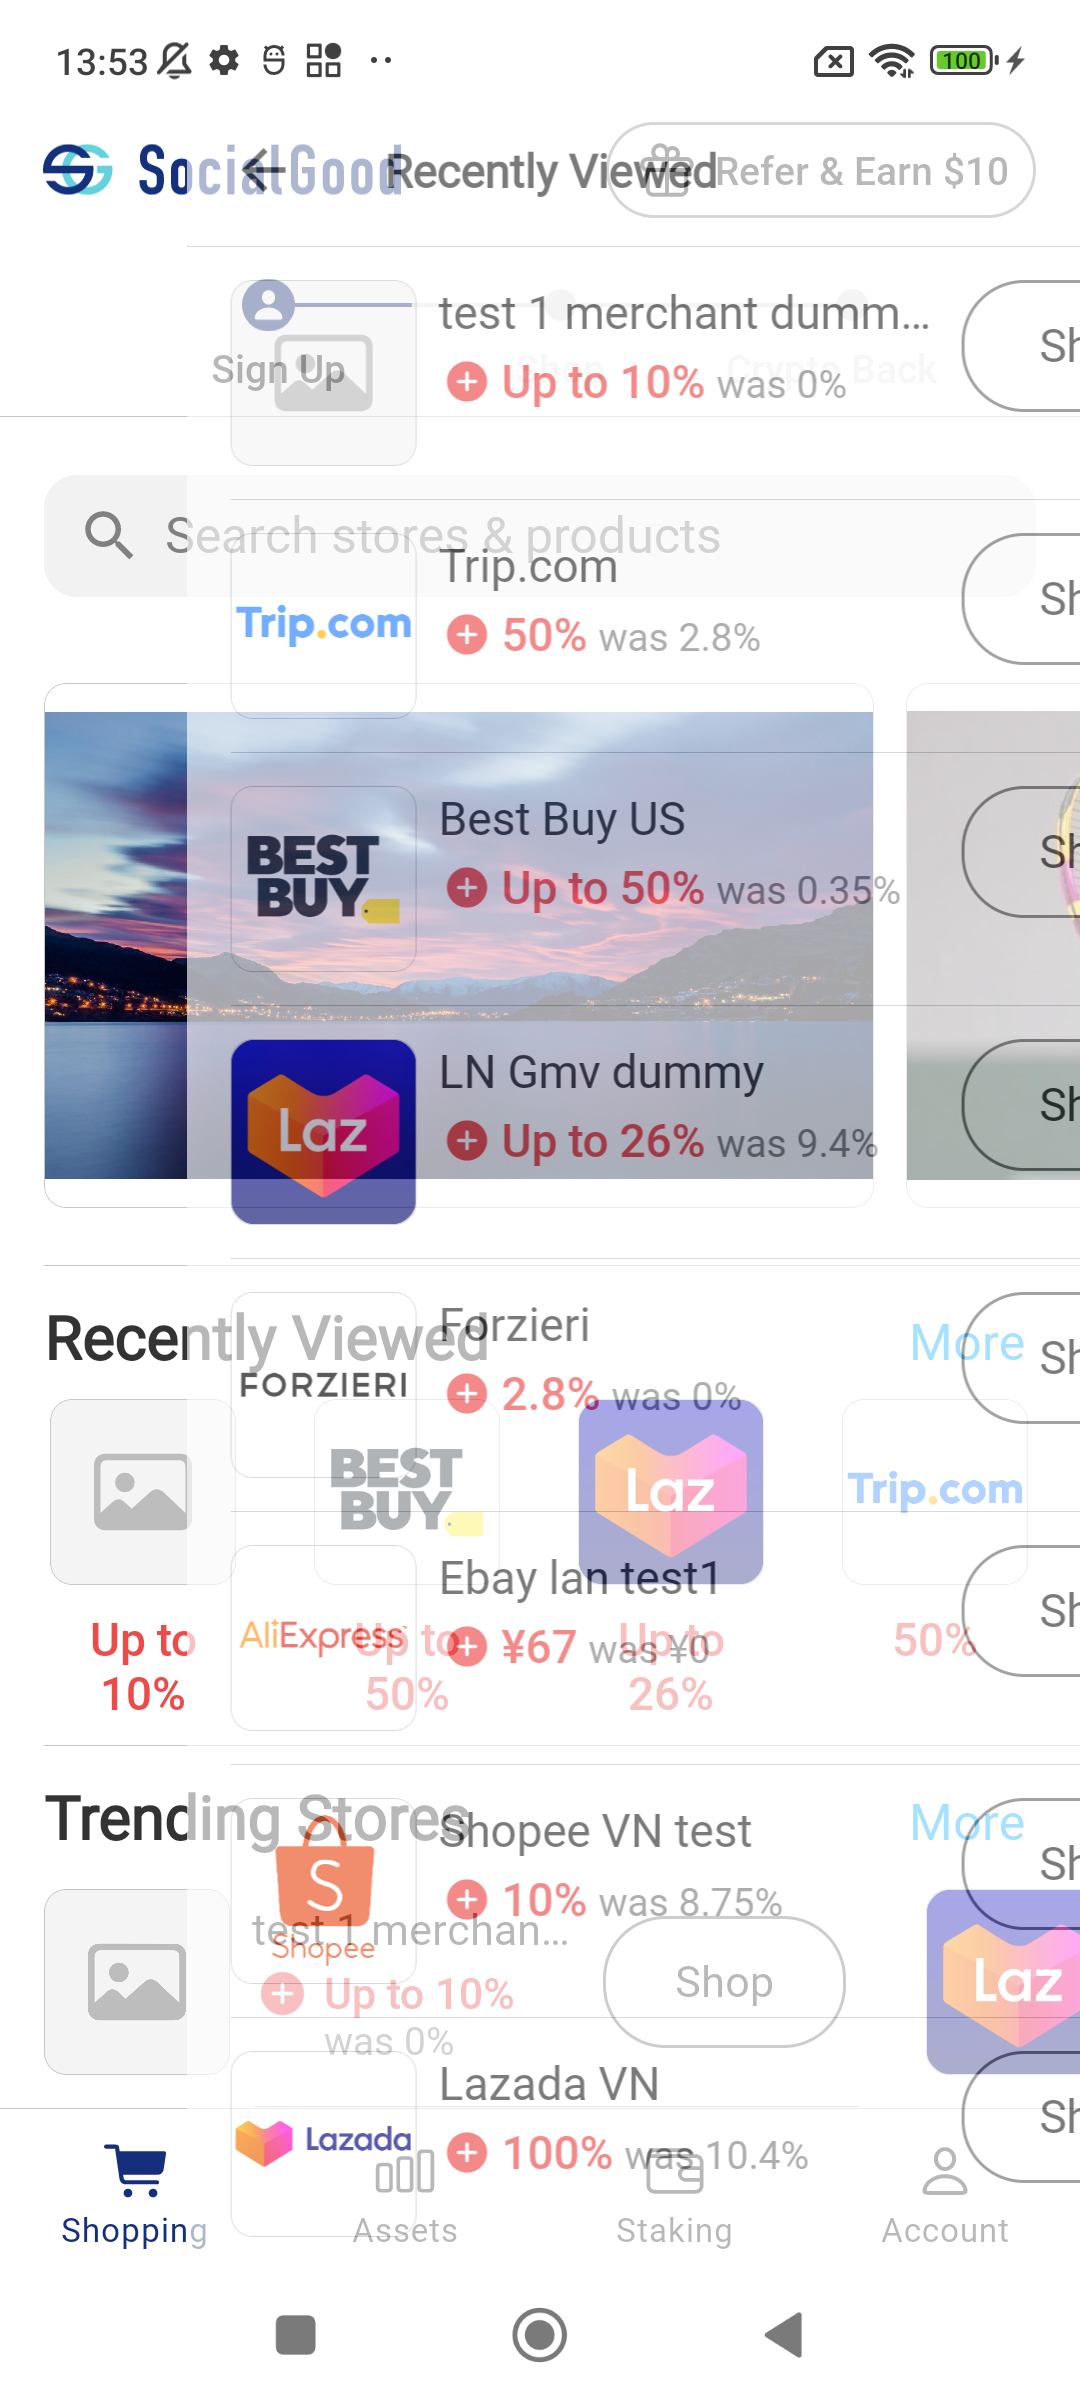 13:53
100
SocialGood
Recently Viewed
Refer & Earn $10
test 1 merchant dumm...
Sh
Sign Up
Shop
Crypto Back
Up to 10% was 0%
Search stores & products
Trip.com
Sh
Trip.com
50% was 2.8%
Best Buy US
BEST
BUY
Sh
Up to 50% was 0.35%
LN Gmv dummy
Sh
Laz
Up to 26% was 9.4%
Recently Viewed
More
Forzieri
Sh
FORZIERI
2.8% was 0%
BEST
BUY
Laz
Trip.com
Ebay lan test1
Sh
AliExpress
¥67 was ¥0
Up to
10%
Up to
50%
Up to
26%
50%
Trending Stores
More
Shopee VN test
Sh
S
Shopee
10% was 8.75%
test 1 merchan...
Up to 10%
was 0%
Shop
Laz
Lazada VN
Sh
Lazada
100% was 10.4%
Shopping
Assets
Staking
Account